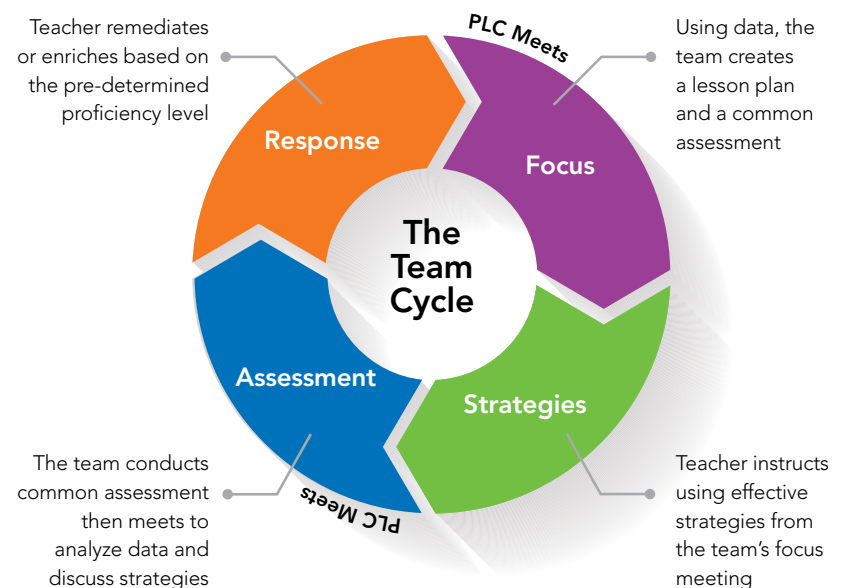 Teacher remediates
or enriches based on
the pre-determined
proficiency level
PLC Meets
Using data, the
team creates
a lesson plan
and a common
assessment
Response
Focus
The
Team
Cycle
Assessment
Strategies
The team conducts
common assessment
then meets to
analyze data and
discuss strategies
PLC Meets
Teacher instructs
using effective
strategies from
the team’s focus
meeting